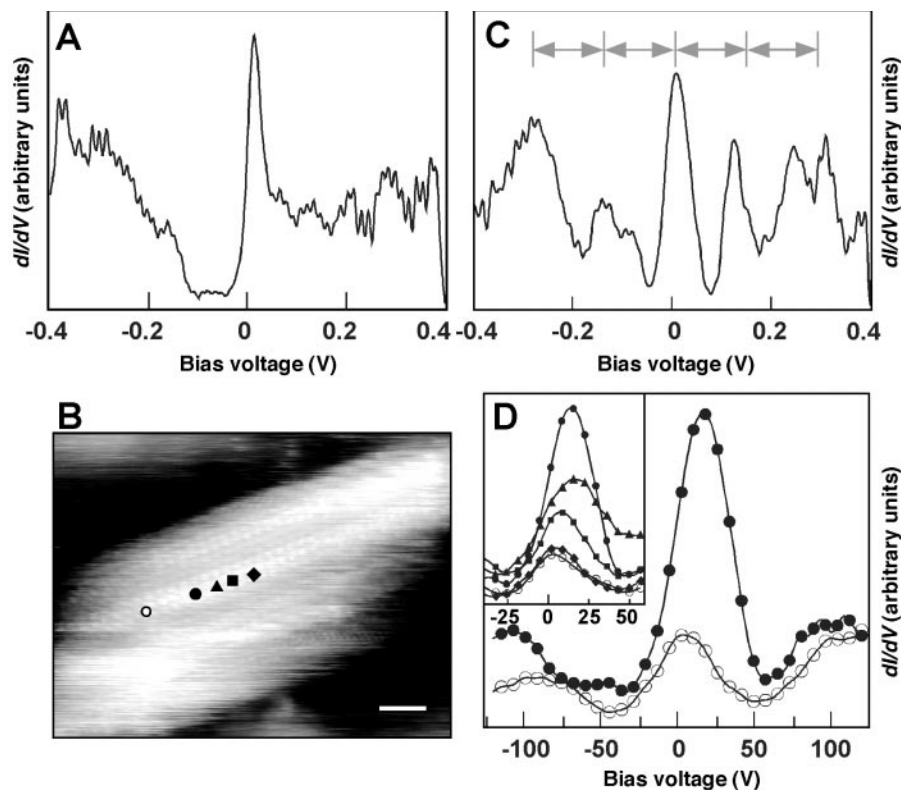 A
dI/dV (arbitrary units)
-0.4 -0.2 0 0.2 0.4
Bias voltage (V)
C
dI/dV (arbitrary units)
-0.4 -0.2 0 0.2 0.4
Bias voltage (V)
B
D
-25 0 25 50
dI/dV (arbitrary units)
-100 -50 0 50 100
Bias voltage (V)